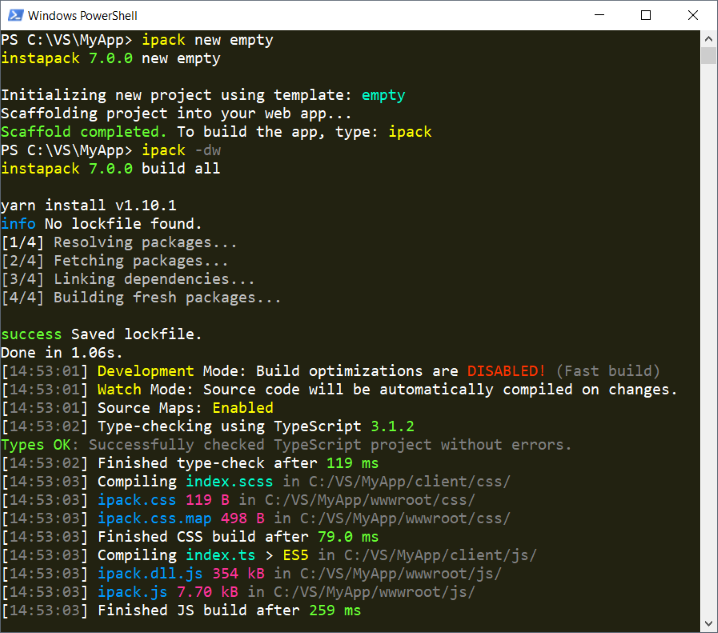 Windows PowerShell
PS C:\VS\MyApp> ipack new empty
instapack 7.0.0 new empty
Initializing new project using template: empty
Scaffolding project into your web app...
Scaffold completed. To build the app, type: ipack
PS C:\VS\MyApp> ipack -dw
instapack 7.0.0 build all
yarn install v1.10.1
info No lockfile found.
[1/4] Resolving packages...
[2/4] Fetching packages...
[3/4] Linking dependencies...
[4/4] Building fresh packages...
success Saved lockfile.
Done in 1.06s.
[14:53:01] Development Mode: Build optimizations are DISABLED! (Fast build)
[14:53:01] Watch Mode: Source code will be automatically compiled on changes.
[14:53:01] Source Maps: Enabled
[14:53:02] Type-checking using TypeScript 3.1.2
Types OK: Successfully checked TypeScript project without errors.
[14:53:02] Finished type-check after 119 ms
[14:53:03] Compiling index.scss in C:/VS/MyApp/client/css/
[14:53:03] ipack.css 119 B in C:/VS/MyApp/wwwroot/css/
[14:53:03] ipack.css.map 498 B in C:/VS/MyApp/wwwroot/css/
[14:53:03] Finished CSS build after 79.0 ms
[14:53:03] Compiling index.ts > ES5 in C:/VS/MyApp/client/js/
[14:53:03] ipack.dll.js 354 kB in C:/VS/MyApp/wwwroot/js/
[14:53:03] ipack.js 7.70 kB in C:/VS/MyApp/wwwroot/js/
[14:53:03] Finished JS build after 259 ms